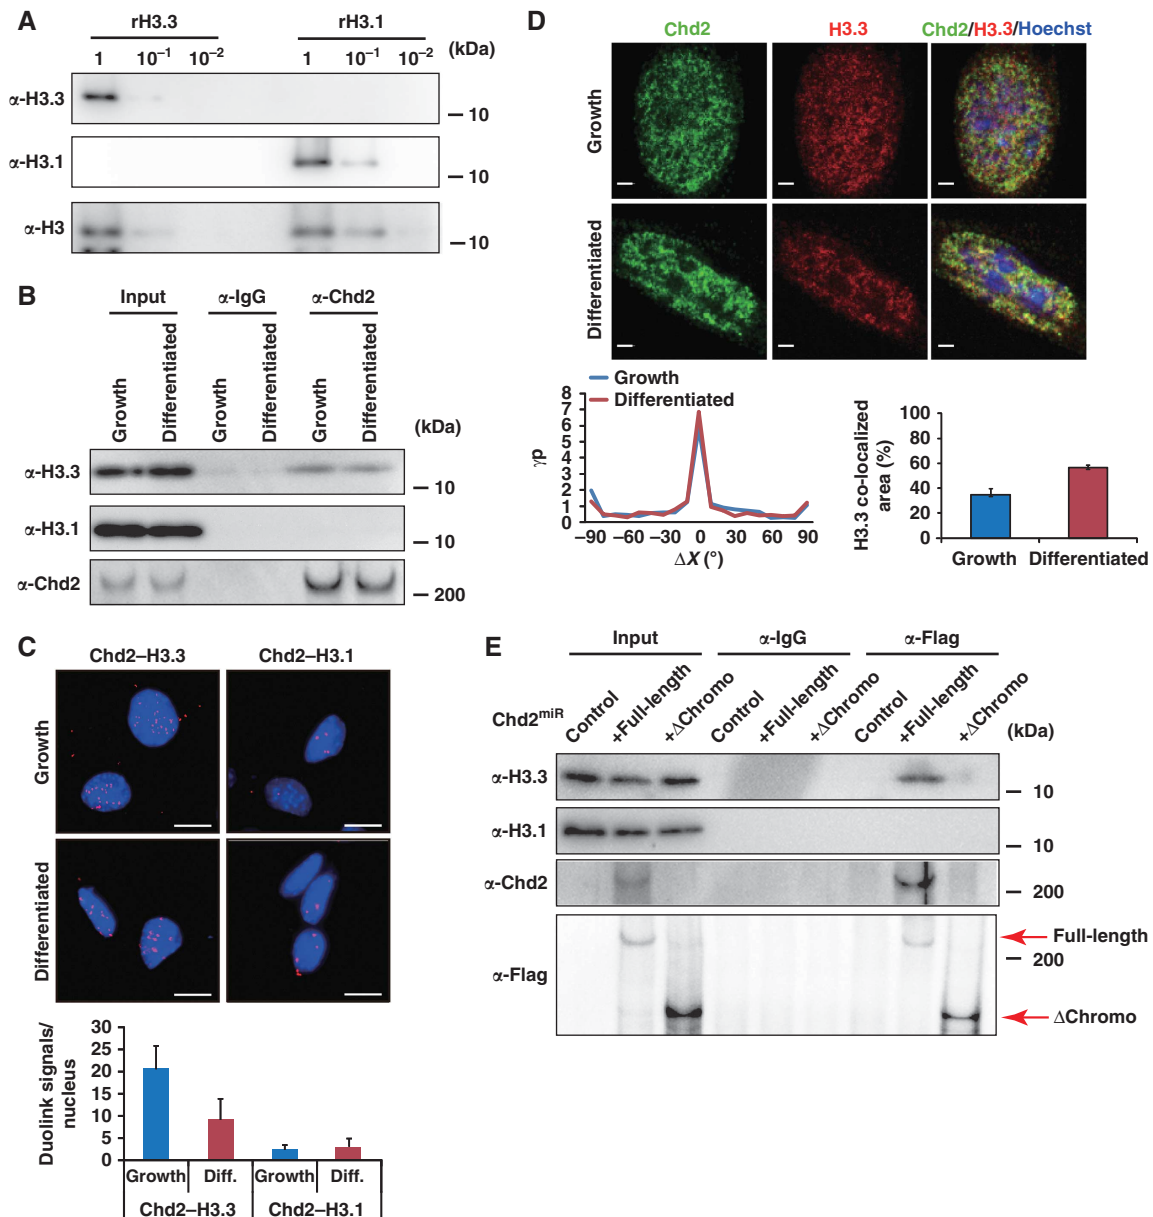 A
rH3.3 rH3.1
1 10⁻¹ 10⁻² 1 10⁻¹ 10⁻² (kDa)
α-H3.3
10
α-H3.1
10
α-H3
10
B
Input α-IgG α-Chd2
Growth Differentiated Growth Differentiated Growth Differentiated
(kDa)
α-H3.3
10
α-H3.1
10
α-Chd2
200
C
Chd2–H3.3 Chd2–H3.1
Growth
Differentiated
Duolink signals/
nucleus
30
25
20
15
10
5
0
Growth Diff. Growth Diff.
Chd2–H3.3 Chd2–H3.1
D
Chd2 H3.3 Chd2/H3.3/Hoechst
Growth
Differentiated
Growth
Differentiated
γp
8
7
6
5
4
3
2
1
0
–90 –60 –30 0 30 60 90
ΔX (°)
H3.3 co-localized
area (%)
100
80
60
40
20
0
Growth Differentiated
E
Input α-IgG α-Flag
Chd2miR
Control +Full-length +ΔChromo Control +Full-length +ΔChromo Control +Full-length +ΔChromo
(kDa)
α-H3.3
10
α-H3.1
10
α-Chd2
200
α-Flag
Full-length
200
ΔChromo